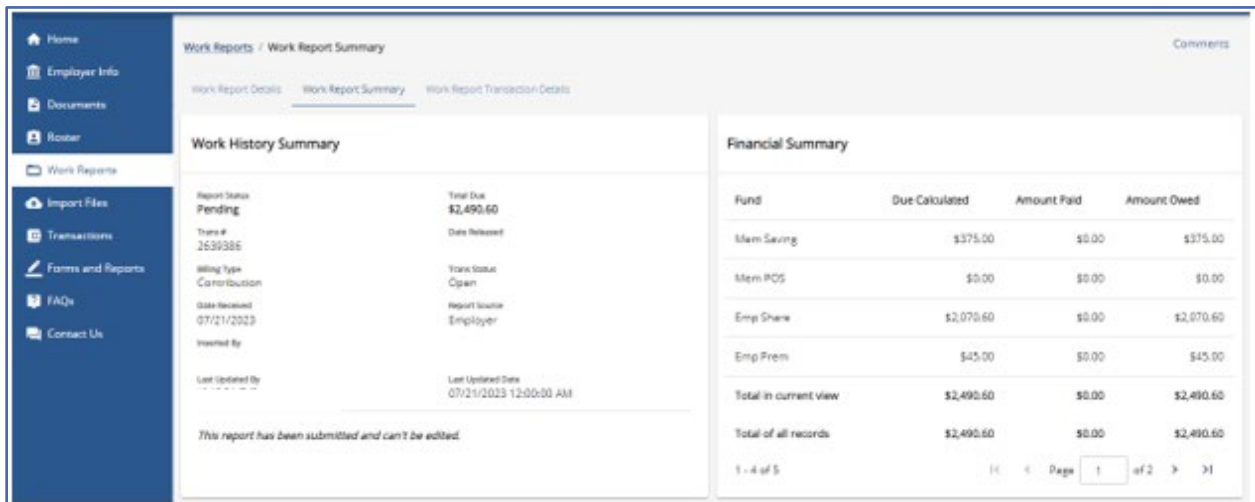 Home
Employer Info
Documents
Roster
Work Reports
Import Files
Transactions
Forms and Reports
FAQs
Contact Us
Work Reports / Work Report Summary
Comments
Work Report Details Work Report Summary Work Report Transaction Details
Work History Summary
Report Status Total Due
Pending $2,490.60
Trans # Date Released
2639386
Billing Type Trans Status
Contribution Open
Date Received Report Source
07/21/2023 Employer
Inserted By
Last Updated By Last Updated Date
07/21/2023 12:00:00 AM
This report has been submitted and can't be edited.
Financial Summary
Fund Due Calculated Amount Paid Amount Owed
Mem Saving $375.00 $0.00 $375.00
Mem POS $0.00 $0.00 $0.00
Emp Share $2,070.60 $0.00 $2,070.60
Emp Prem $45.00 $0.00 $45.00
Total in current view $2,490.60 $0.00 $2,490.60
Total of all records $2,490.60 $0.00 $2,490.60
1 - 4 of 5 Page 1 of 2